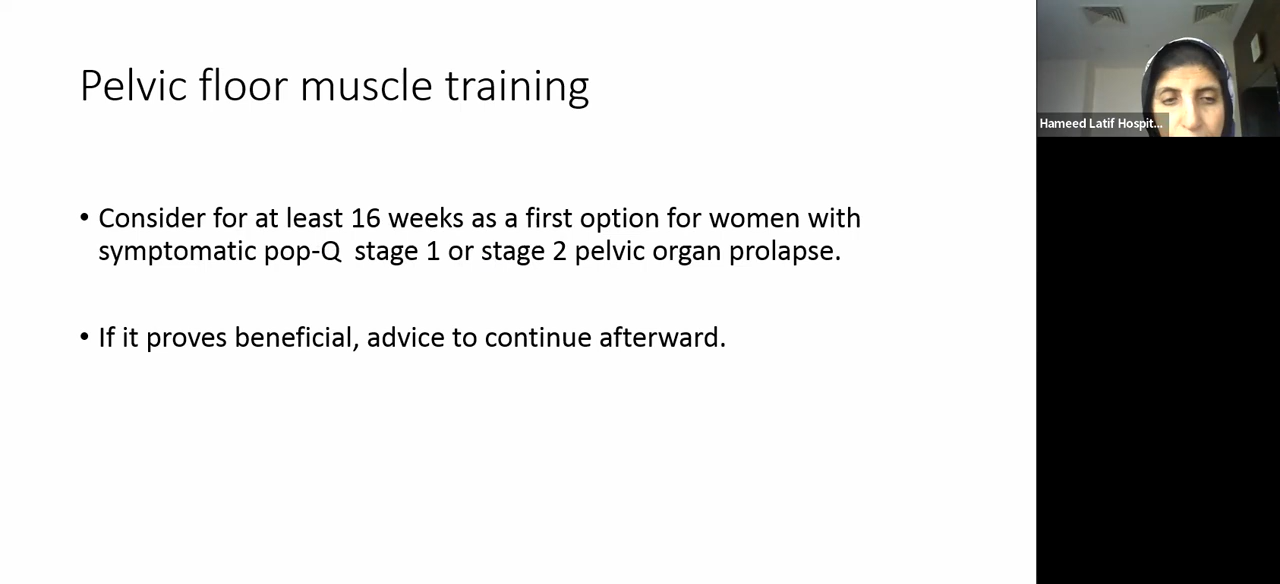 Pelvic floor muscle training
• Consider for at least 16 weeks as a first option for women with
symptomatic pop-Q  stage 1 or stage 2 pelvic organ prolapse.
• If it proves beneficial, advice to continue afterward.
Hameed Latif Hospit...